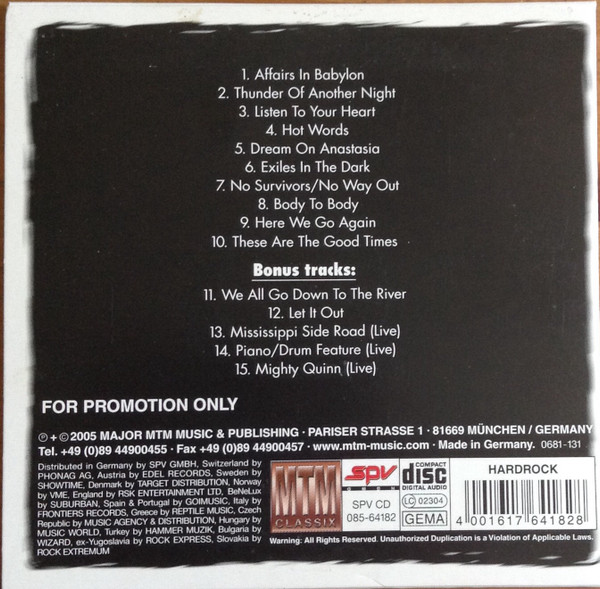 1. Affairs In Babylon
2. Thunder Of Another Night
3. Listen To Your Heart
4. Hot Words
5. Dream On Anastasia
6. Exiles In The Dark
7. No Survivors/No Way Out
8. Body To Body
9. Here We Go Again
10. These Are The Good Times
Bonus tracks:
11. We All Go Down To The River
12. Let It Out
13. Mississippi Side Road (Live)
14. Piano/Drum Feature (Live)
15. Mighty Quinn (Live)
FOR PROMOTION ONLY
℗ + © 2005 MAJOR MTM MUSIC & PUBLISHING · PARISER STRASSE 1 · 81669 MÜNCHEN / GERMANY
Tel. +49 (0)89 44900455 · Fax +49 (0)89 44900457 · www.mtm-music.com · Made in Germany. 0681-131
Distributed in Germany by SPV GMBH, Switzerland by
PHONAG AG, Austria by EDEL RECORDS, Sweden by
SHOWTIME, Denmark by TARGET DISTRIBUTION, Norway
by VME, England by RSK ENTERTAINMENT LTD, BeNeLux
by SUBURBAN, Spain & Portugal by GOIMUSIC, Italy by
FRONTIERS RECORDS, Greece by REPTILE MUSIC, Czech
Republic by MUSIC AGENCY & DISTRIBUTION, Hungary by
MUSIC WORLD, Turkey by HAMMER MUZIK, Bulgaria by
WIZARD, ex-Yugoslavia by ROCK EXPRESS, Slovakia by
ROCK EXTREMUM
MTM
CLASSIX
spv
SPV CD
085-64182
COMPACT
disc
DIGITAL AUDIO
LC 02304
GEMA
HARDROCK
4 001617 641828
Warning: All Rights Reserved. Unauthorized Duplication is a Violation of Applicable Laws.